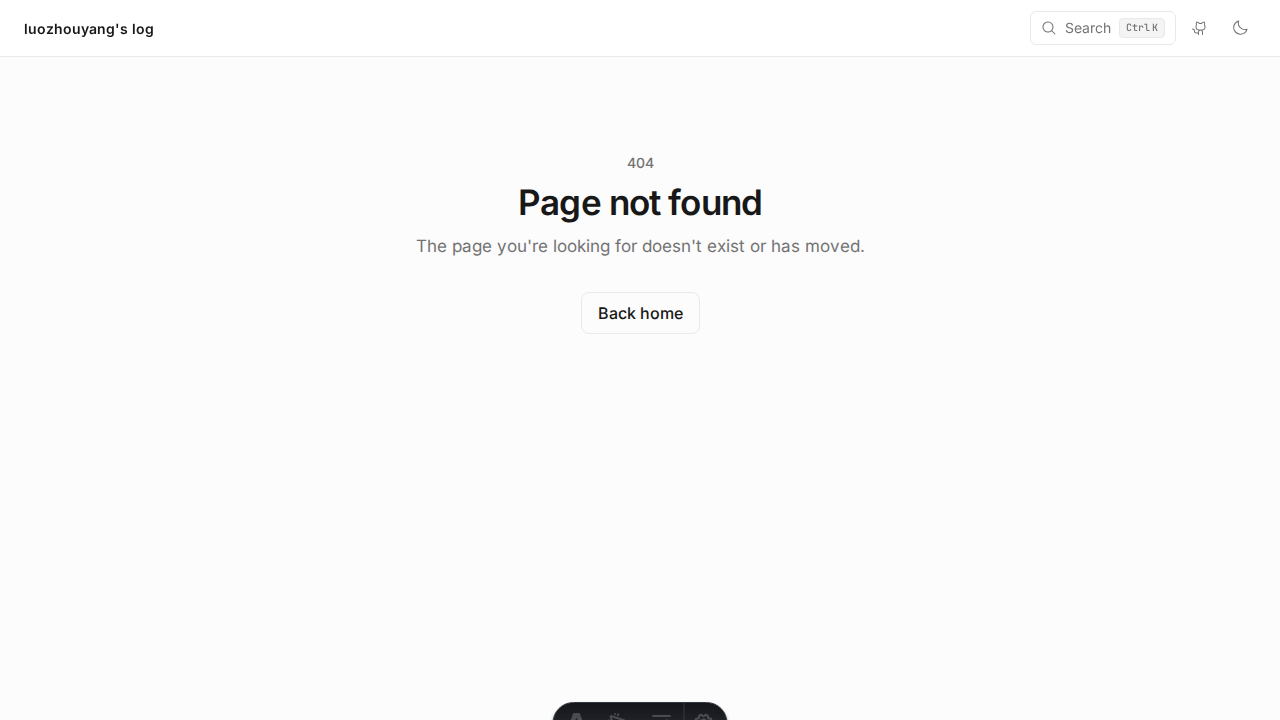 luozhouyang's log
Search Ctrl K
404
Page not found
The page you're looking for doesn't exist or has moved.
Back home